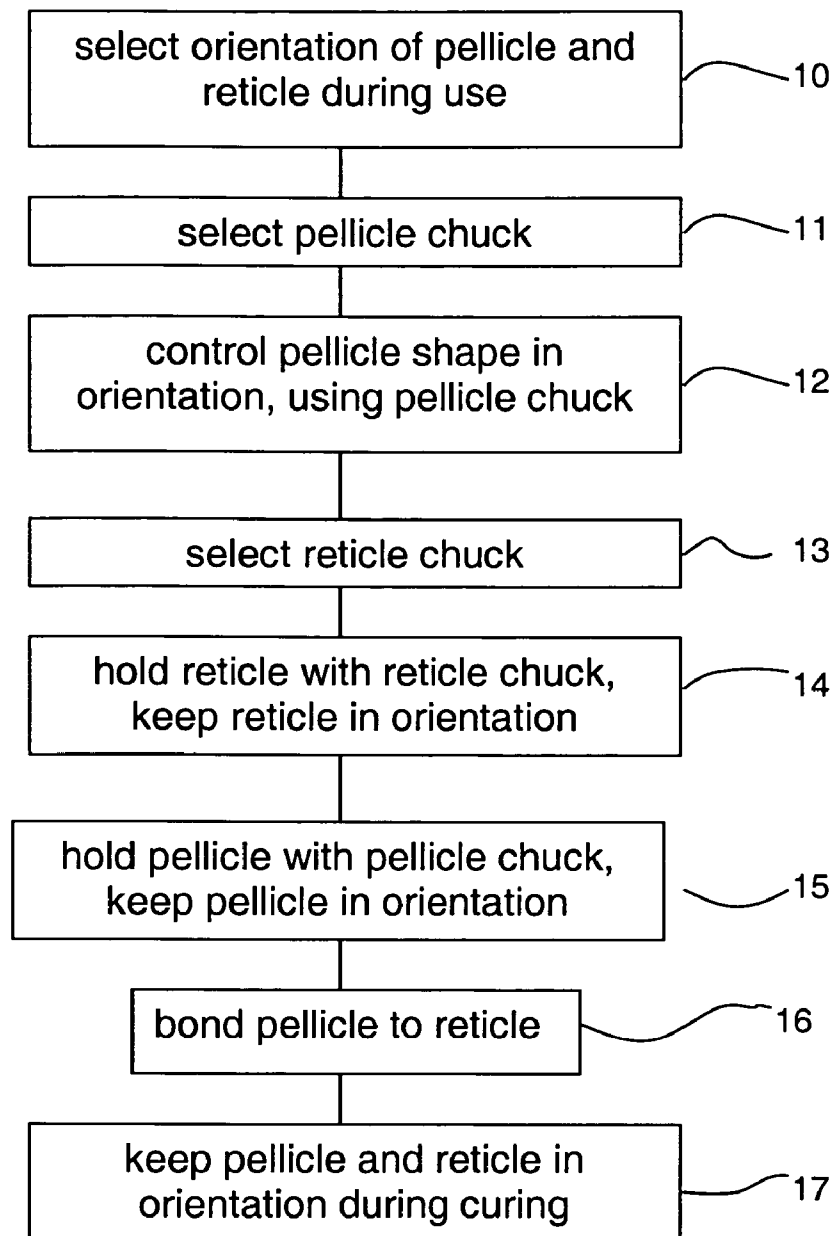 select orientation of pellicle and
reticle during use
10
select pellicle chuck
11
control pellicle shape in
orientation, using pellicle chuck
12
select reticle chuck
13
hold reticle with reticle chuck,
keep reticle in orientation
14
hold pellicle with pellicle chuck,
keep pellicle in orientation
15
bond pellicle to reticle
16
keep pellicle and reticle in
orientation during curing
17